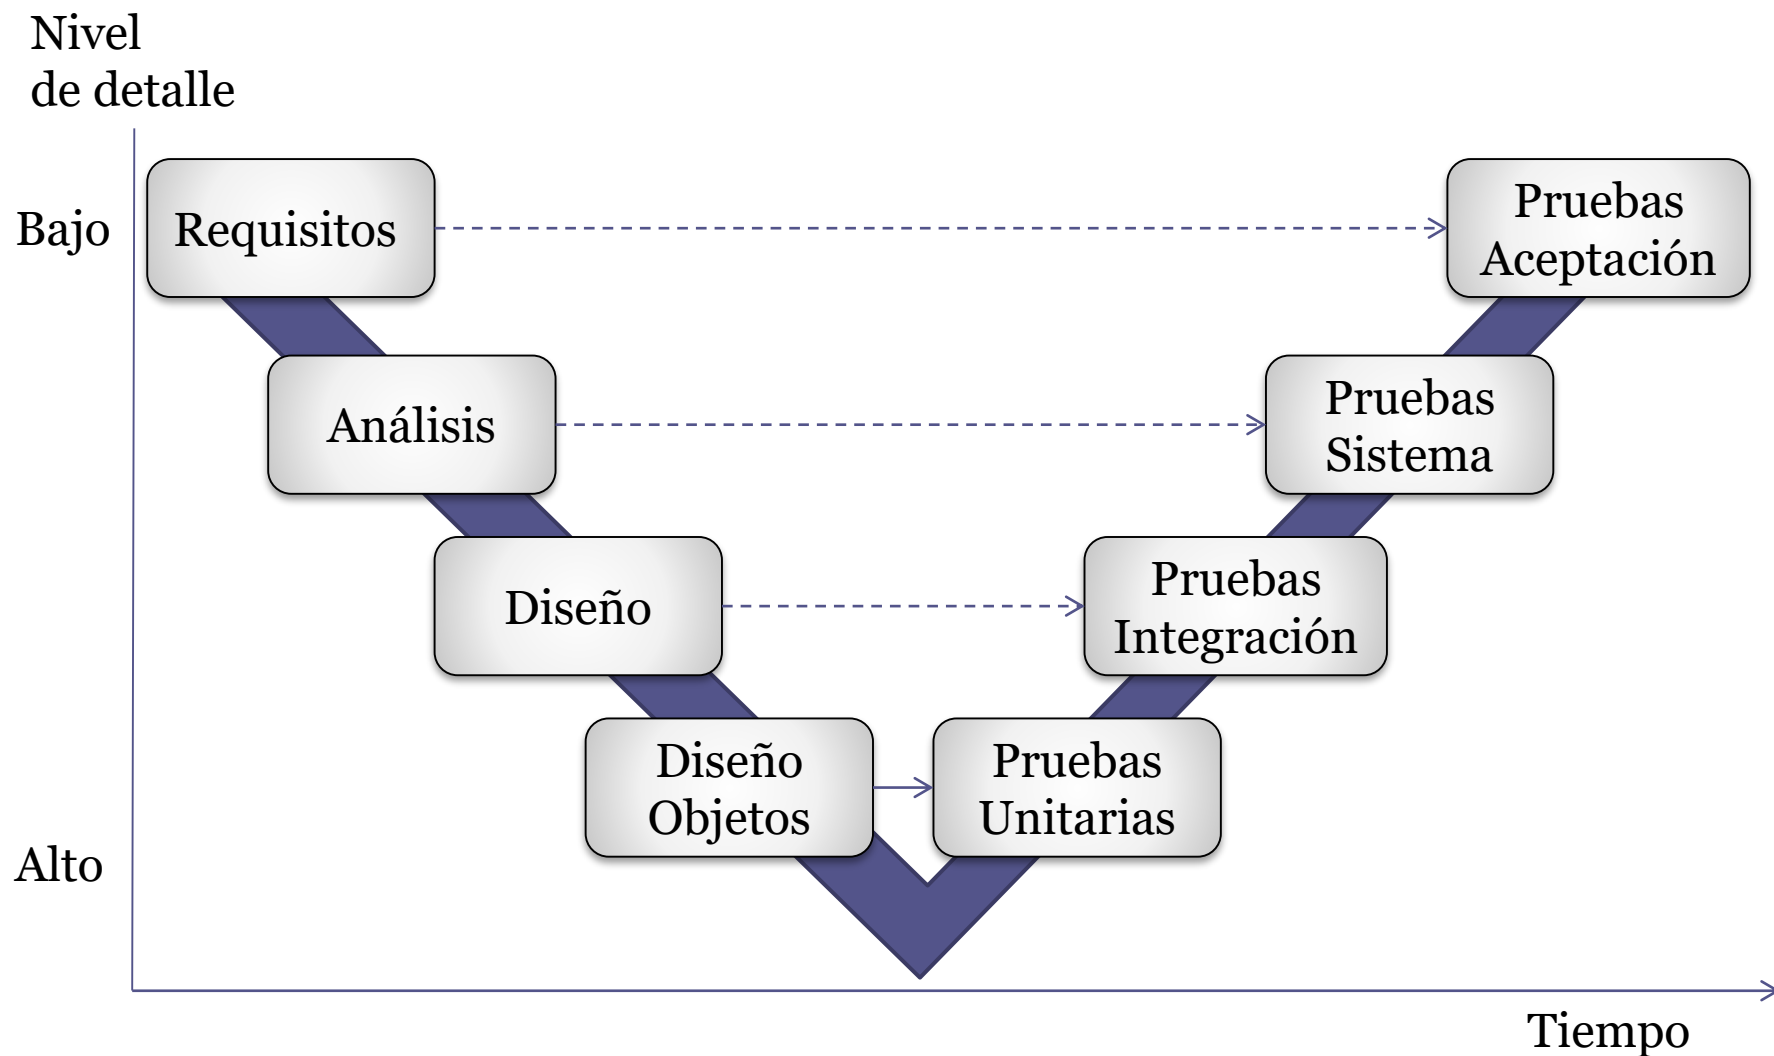 Nivel
de detalle
Bajo
Requisitos
Pruebas
Aceptación
Análisis
Pruebas
Sistema
Diseño
Pruebas
Integración
Diseño
Objetos
Pruebas
Unitarias
Alto
Tiempo